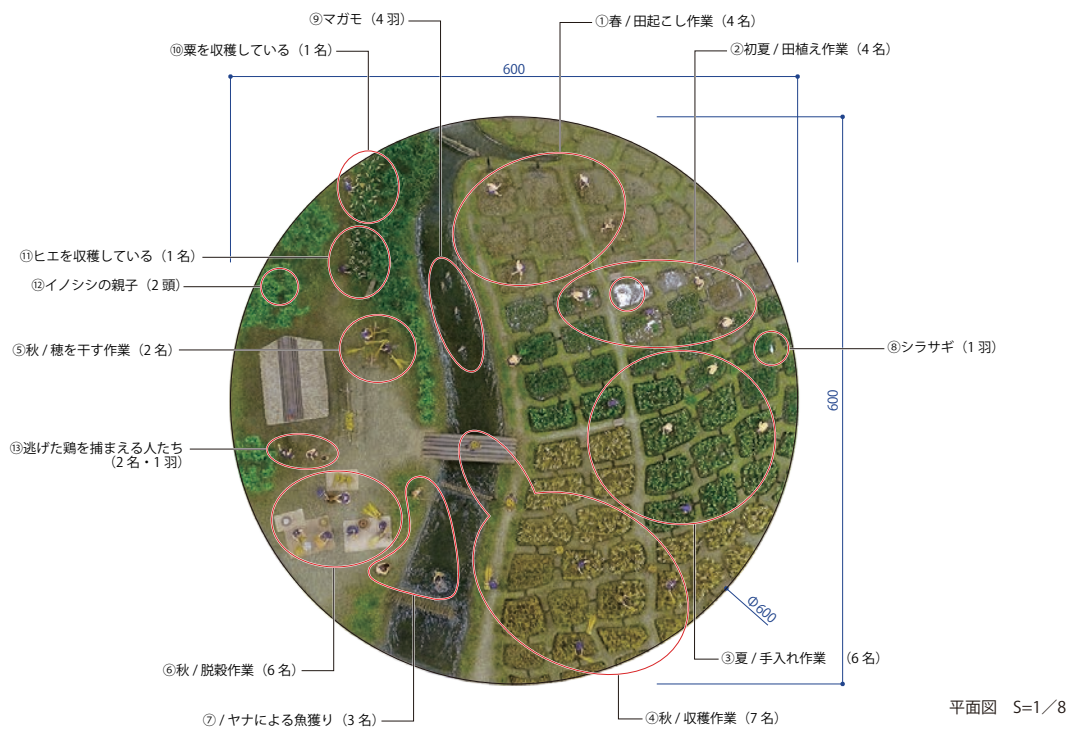 ⑨マガモ（4 羽）
①春 / 田起こし作業（4 名）
⑩粟を収穫している（1 名）
②初夏 / 田植え作業（4 名）
600
⑪ヒエを収穫している（1 名）
⑫イノシシの親子（2 頭）
⑤秋 / 穂を干す作業（2 名）
⑧シラサギ（1 羽）
600
⑬逃げた鶏を捕まえる人たち
（2 名・1 羽）
Φ600
⑥秋 / 脱穀作業（6 名）
③夏 / 手入れ作業　（6 名）
⑦ / ヤナによる魚獲り（3 名）
④秋 / 収穫作業（7 名）
平面図　S=1／8